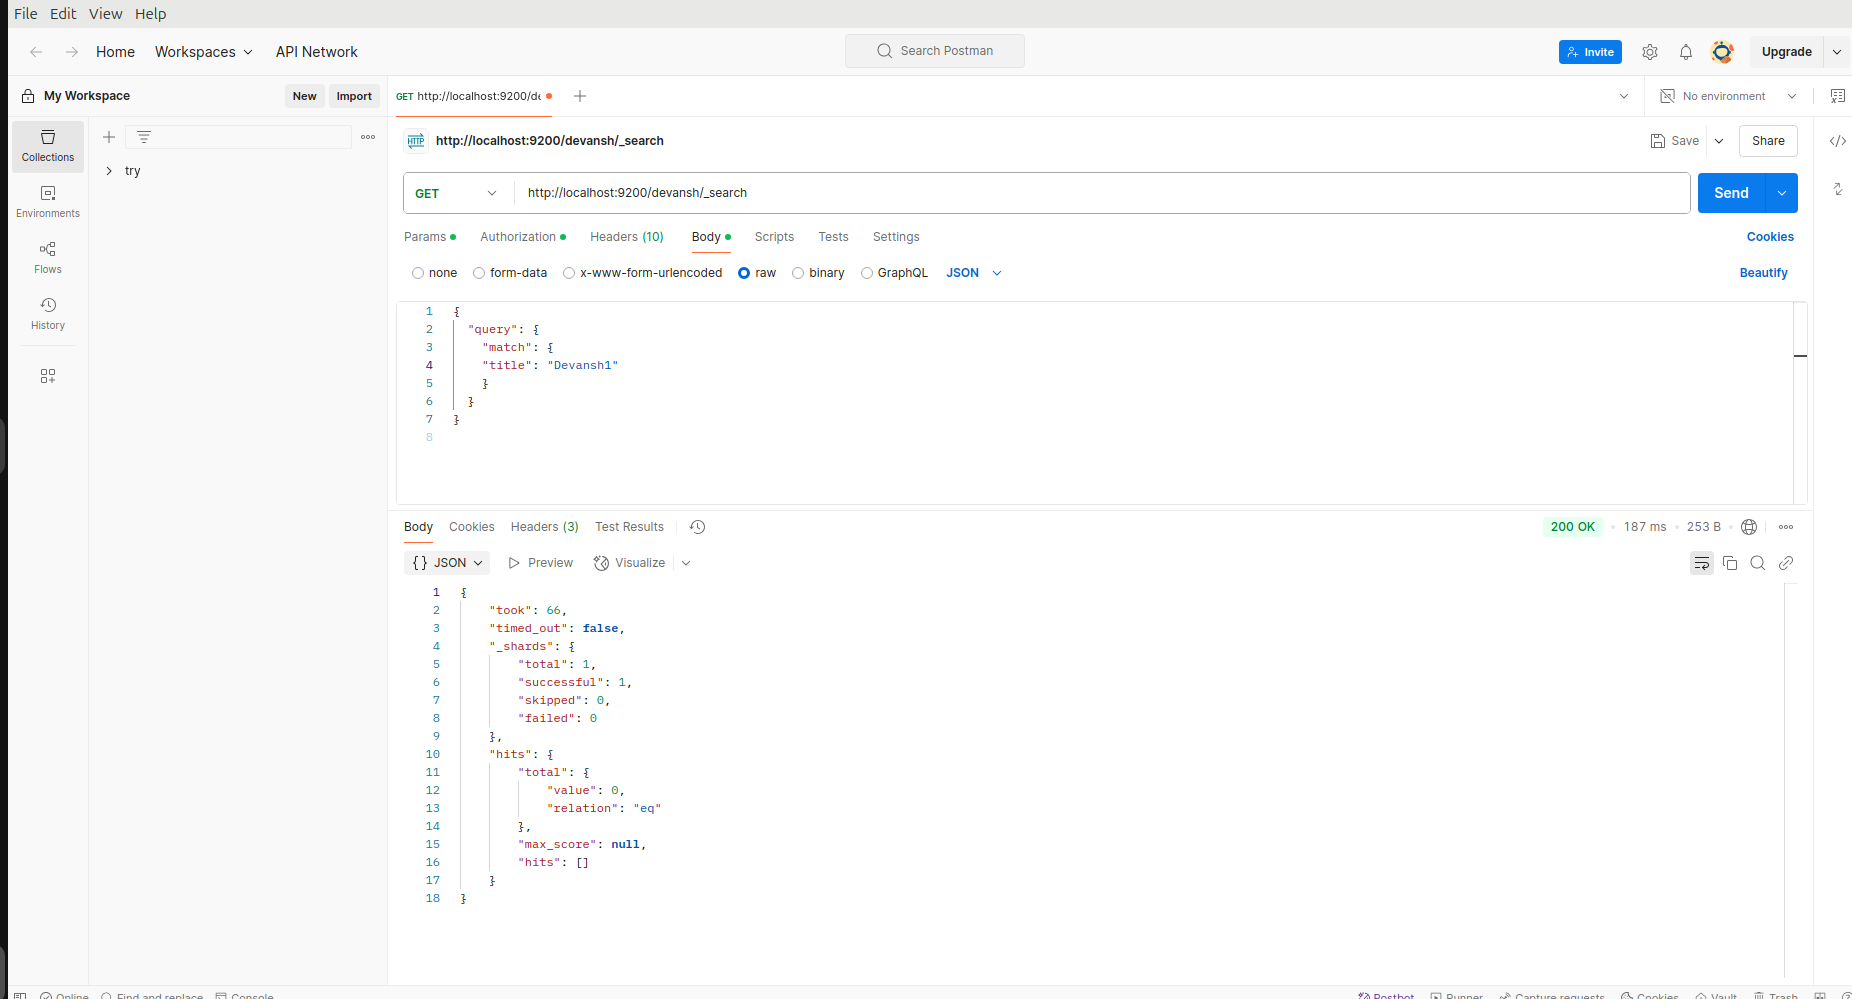 File Edit View Help
Home Workspaces API Network Search Postman Invite Upgrade
My Workspace New Import GET http://localhost:9200/de No environment
HTTP http://localhost:9200/devansh/_search Save Share
Collections
try
GET http://localhost:9200/devansh/_search Send
Environments
Params Authorization Headers (10) Body Scripts Tests Settings Cookies
Flows
none form-data x-www-form-urlencoded raw binary GraphQL JSON Beautify
History
1 {
2 "query": {
3 "match": {
4 "title": "Devansh1"
5 }
6 }
7 }
8
Body Cookies Headers (3) Test Results 200 OK 187 ms 253 B
{} JSON Preview Visualize
1 {
2 "took": 66,
3 "timed_out": false,
4 "_shards": {
5 "total": 1,
6 "successful": 1,
7 "skipped": 0,
8 "failed": 0
9 },
10 "hits": {
11 "total": {
12 "value": 0,
13 "relation": "eq"
14 },
15 "max_score": null,
16 "hits": []
17 }
18 }
Online Find and replace Console Postbot Runner Capture requests Cookies Vault Trash